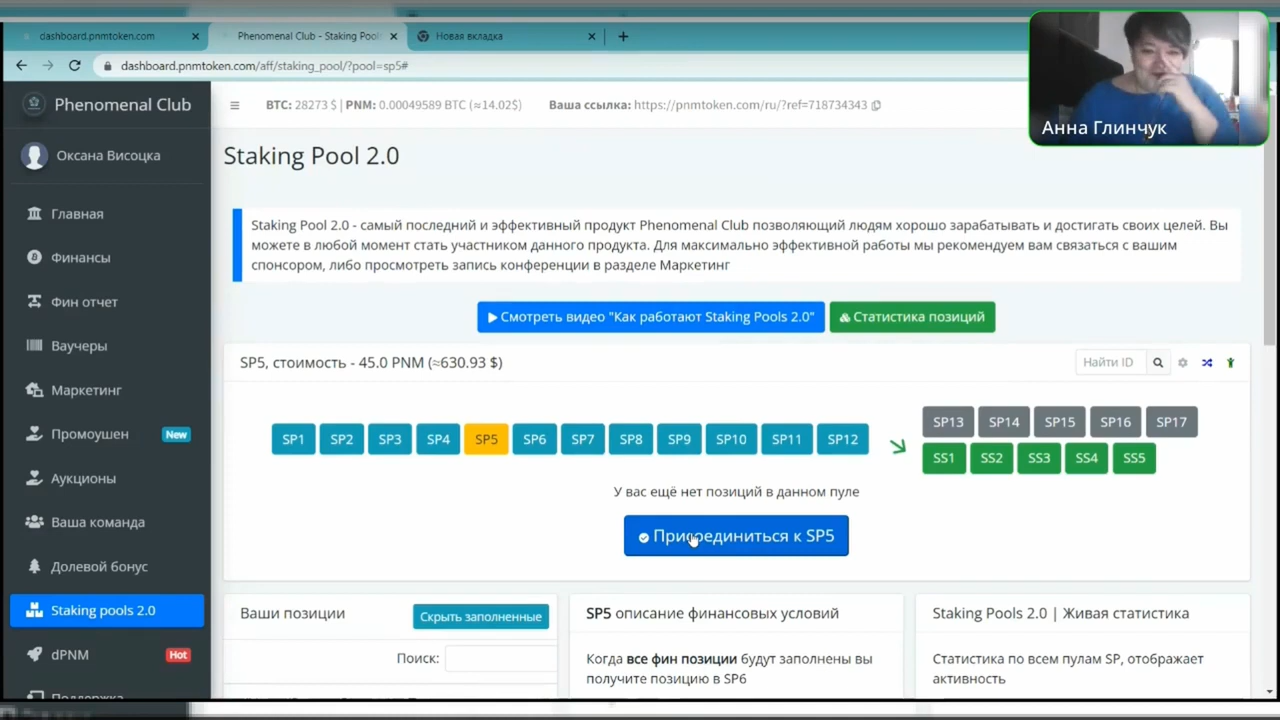 dashboard.pnmtoken.com
Phenomenal Club - Staking Pool
Новая вкладка
dashboard.pnmtoken.com/aff/staking_pool/?pool=sp5#
Phenomenal Club
BTC: 28273 $ | PNM: 0.00049589 BTC (≈14.02$)
Ваша ссылка: https://pnmtoken.com/ru/?ref=718734343
Анна Глинчук
Оксана Висоцка
Главная
Финансы
Фин отчет
Ваучеры
Маркетинг
Промоушен New
Аукционы
Ваша команда
Долевой бонус
Staking pools 2.0
dPNM Hot
Поддержка
Staking Pool 2.0
Staking Pool 2.0 - самый последний и эффективный продукт Phenomenal Club позволяющий людям хорошо зарабатывать и достигать своих целей. Вы
можете в любой момент стать участником данного продукта. Для максимально эффективной работы мы рекомендуем вам связаться с вашим
спонсором, либо просмотреть запись конференции в разделе Маркетинг
Смотреть видео "Как работают Staking Pools 2.0"
Статистика позиций
SP5, стоимость - 45.0 PNM (≈630.93 $)
Найти ID
SP1 SP2 SP3 SP4 SP5 SP6 SP7 SP8 SP9 SP10 SP11 SP12
SP13 SP14 SP15 SP16 SP17
SS1 SS2 SS3 SS4 SS5
У вас ещё нет позиций в данном пуле
Присоединиться к SP5
Ваши позиции
Скрыть заполненные
Поиск:
SP5 описание финансовых условий
Когда все фин позиции будут заполнены вы
получите позицию в SP6
Staking Pools 2.0 | Живая статистика
Статистика по всем пулам SP, отображает
активность